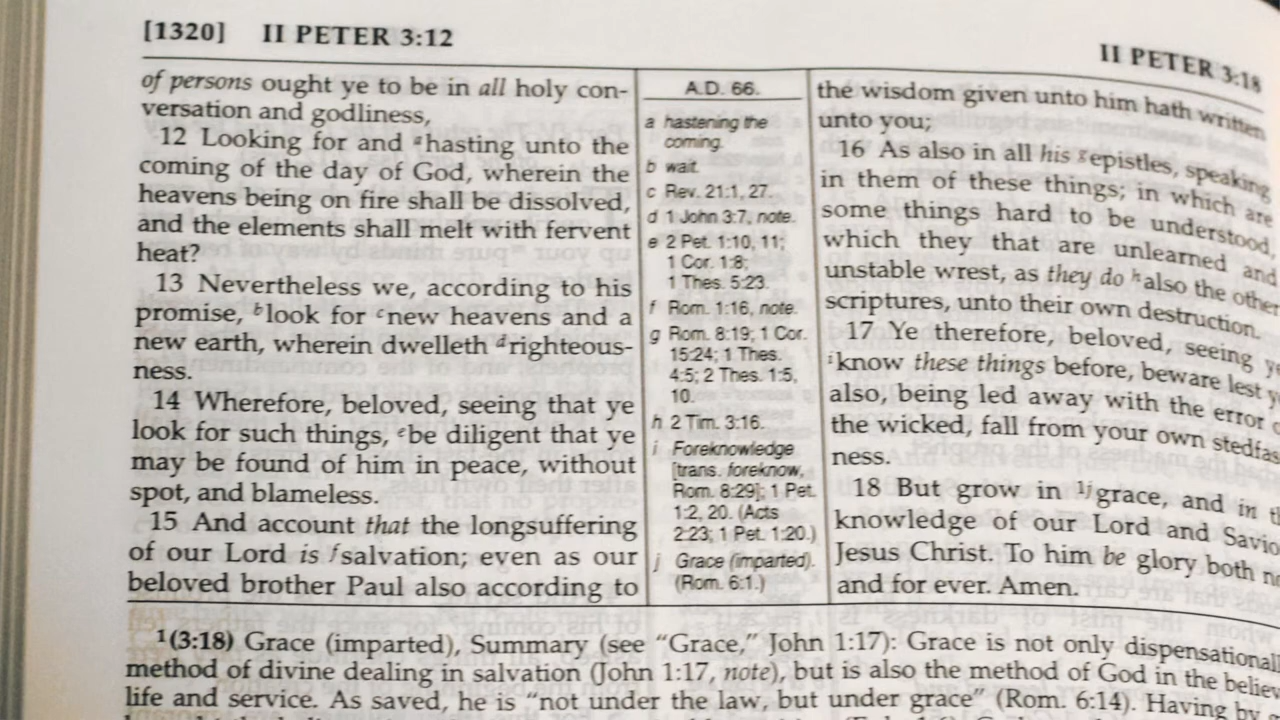 [1320] II PETER 3:12
II PETER 3:18
of persons ought ye to be in all holy con-
versation and godliness,
12 Looking for and ᵃhasting unto the
coming of the day of God, wherein the
heavens being on fire shall be dissolved,
and the elements shall melt with fervent
heat?
13 Nevertheless we, according to his
promise, ᵇlook for ᶜnew heavens and a
new earth, wherein dwelleth ᵈrighteous-
ness.
14 Wherefore, beloved, seeing that ye
look for such things, ᵉbe diligent that ye
may be found of him in peace, without
spot, and blameless.
15 And account that the longsuffering
of our Lord is ᶠsalvation; even as our
beloved brother Paul also according to
A.D. 66.
a hastening the
coming.
b wait.
c Rev. 21:1, 27.
d 1 John 3:7, note.
e 2 Pet. 1:10, 11;
1 Cor. 1:8;
1 Thes. 5:23.
f Rom. 1:16, note.
g Rom. 8:19; 1 Cor.
15:24; 1 Thes.
4:5; 2 Thes. 1:5,
10.
h 2 Tim. 3:16.
i Foreknowledge
[trans. foreknow,
Rom. 8:29]; 1 Pet.
1:2, 20. (Acts
2:23; 1 Pet. 1:20.)
j Grace (imparted).
(Rom. 6:1.)
the wisdom given unto him hath written
unto you;
16 As also in all his ᵍepistles, speaking
in them of these things; in which are
some things hard to be understood,
which they that are unlearned and
unstable wrest, as they do ʰalso the other
scriptures, unto their own destruction.
17 Ye therefore, beloved, seeing
ⁱknow these things before, beware lest
also, being led away with the error
the wicked, fall from your own stedfas
ness.
18 But grow in ¹ʲgrace, and in
knowledge of our Lord and Savio
Jesus Christ. To him be glory both
and for ever. Amen.
¹(3:18) Grace (imparted), Summary (see “Grace,” John 1:17): Grace is not only dispensational
method of divine dealing in salvation (John 1:17, note), but is also the method of God in the believ
life and service. As saved, he is “not under the law, but under grace” (Rom. 6:14). Having by